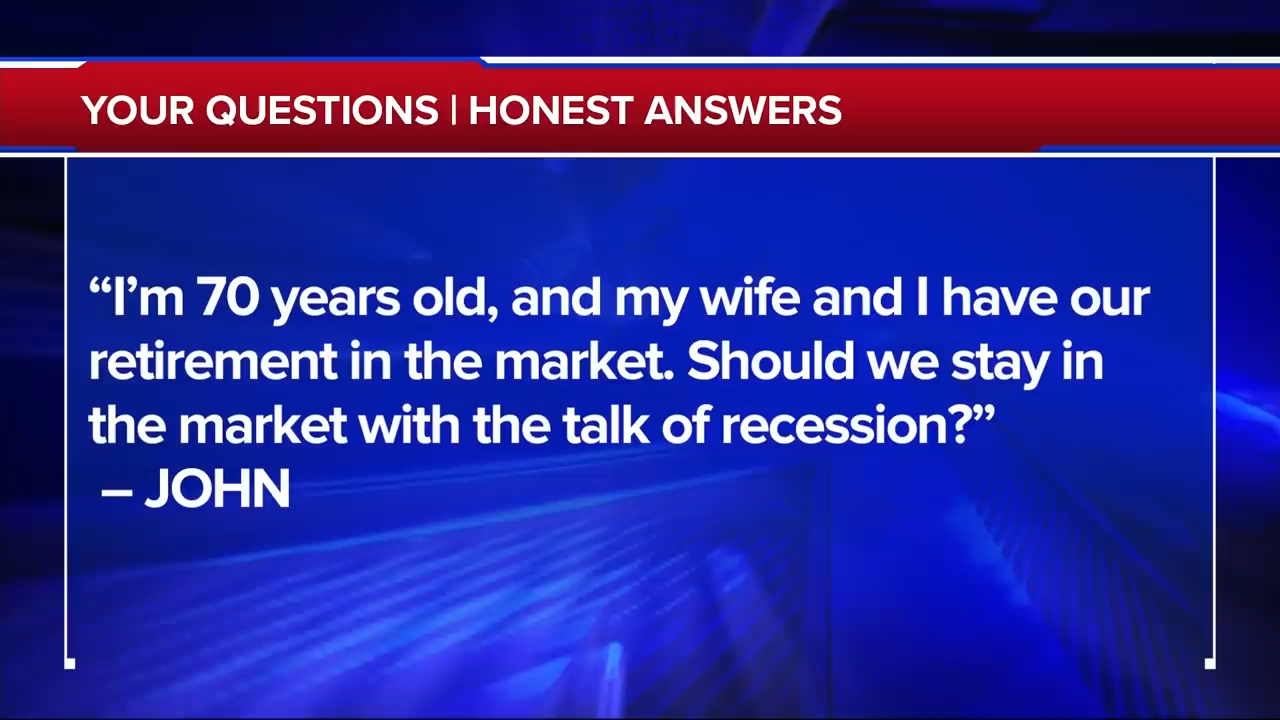 YOUR QUESTIONS | HONEST ANSWERS
“I’m 70 years old, and my wife and I have our
retirement in the market. Should we stay in
the market with the talk of recession?”
– JOHN